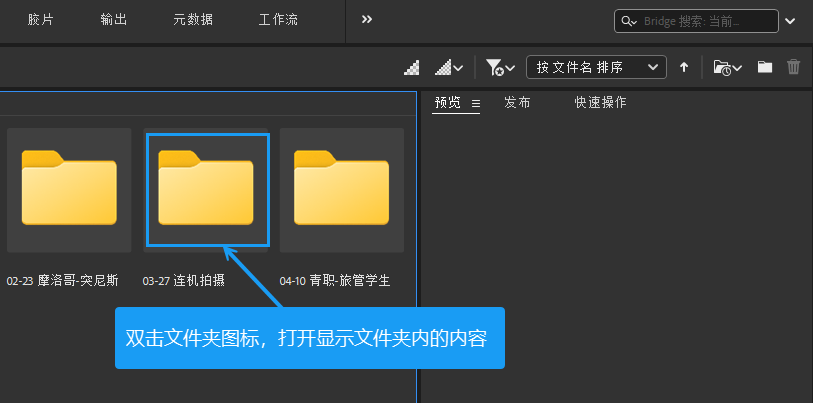 胶片 输出 元数据 工作流 Bridge 搜索: 当前...
按文件名排序
预览 发布 快速操作
02-23 摩洛哥-突尼斯 03-27 连机拍摄 04-10 青职-旅管学生
双击文件夹图标，打开显示文件夹内的内容